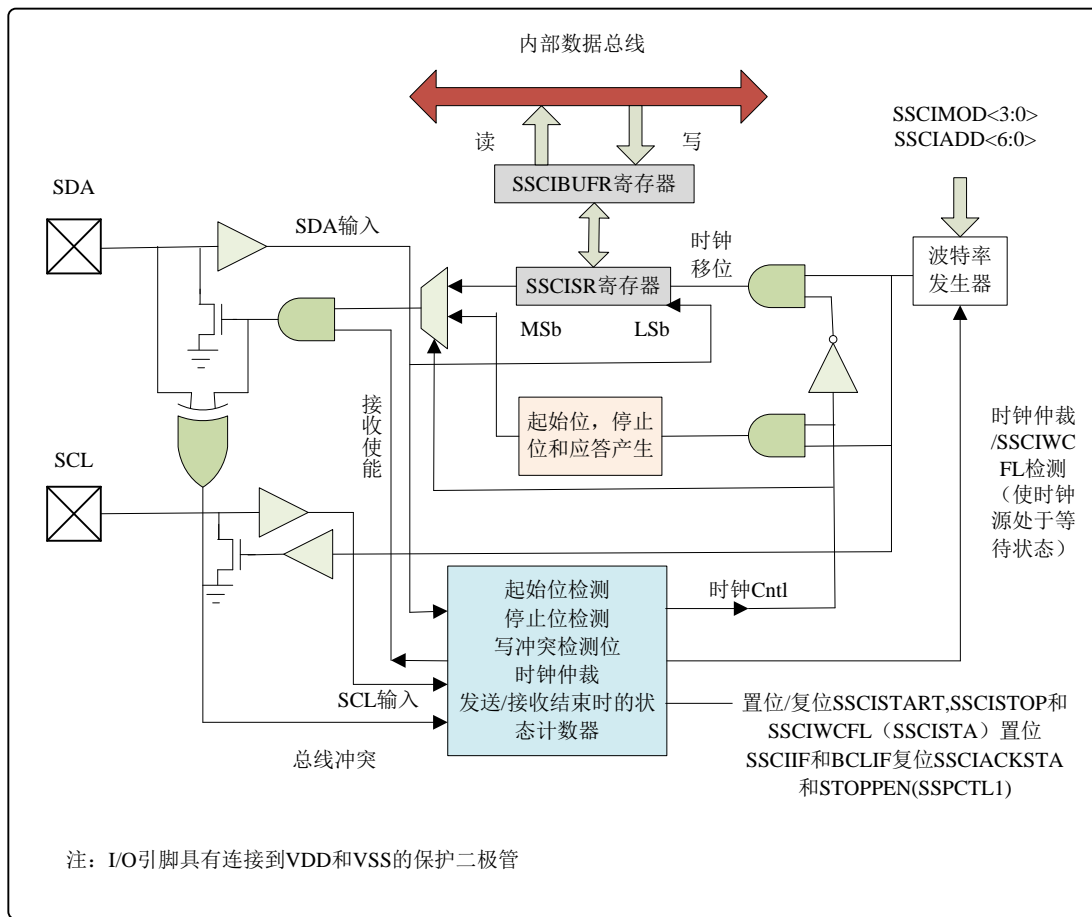 内部数据总线
SSCIMOD<3:0>
SSCIADD<6:0>
读
写
SSCIBUFR寄存器
SDA
SDA输入
时钟
移位
波特率
发生器
SSCISR寄存器
MSb
LSb
接收使能
起始位，停止
位和应答产生
时钟仲裁
/SSCIWC
FL检测
（使时钟
源处于等
待状态）
SCL
起始位检测
停止位检测
写冲突检测位
时钟仲裁
发送/接收结束时的状
态计数器
时钟Cntl
SCL输入
总线冲突
置位/复位SSCISTART,SSCISTOP和
SSCIWCFL（SSCISTA）置位
SSCIIF和BCLIF复位SSCIACKSTA
和STOPPEN(SSPCTL1)
注：I/O引脚具有连接到VDD和VSS的保护二极管